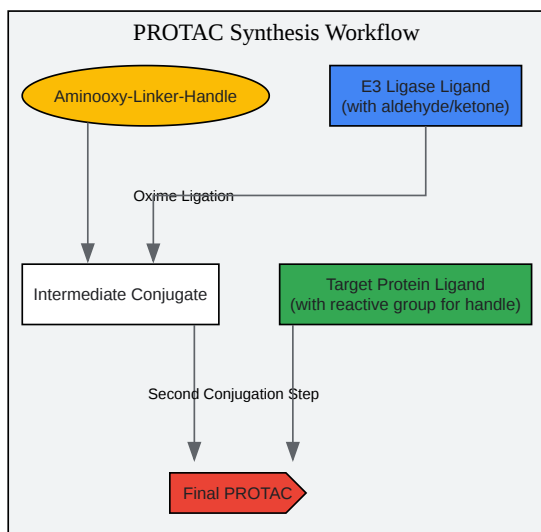 PROTAC Synthesis Workflow
Aminooxy-Linker-Handle
E3 Ligase Ligand
(with aldehyde/ketone)
Oxime Ligation
Intermediate Conjugate
Target Protein Ligand
(with reactive group for handle)
Second Conjugation Step
Final PROTAC